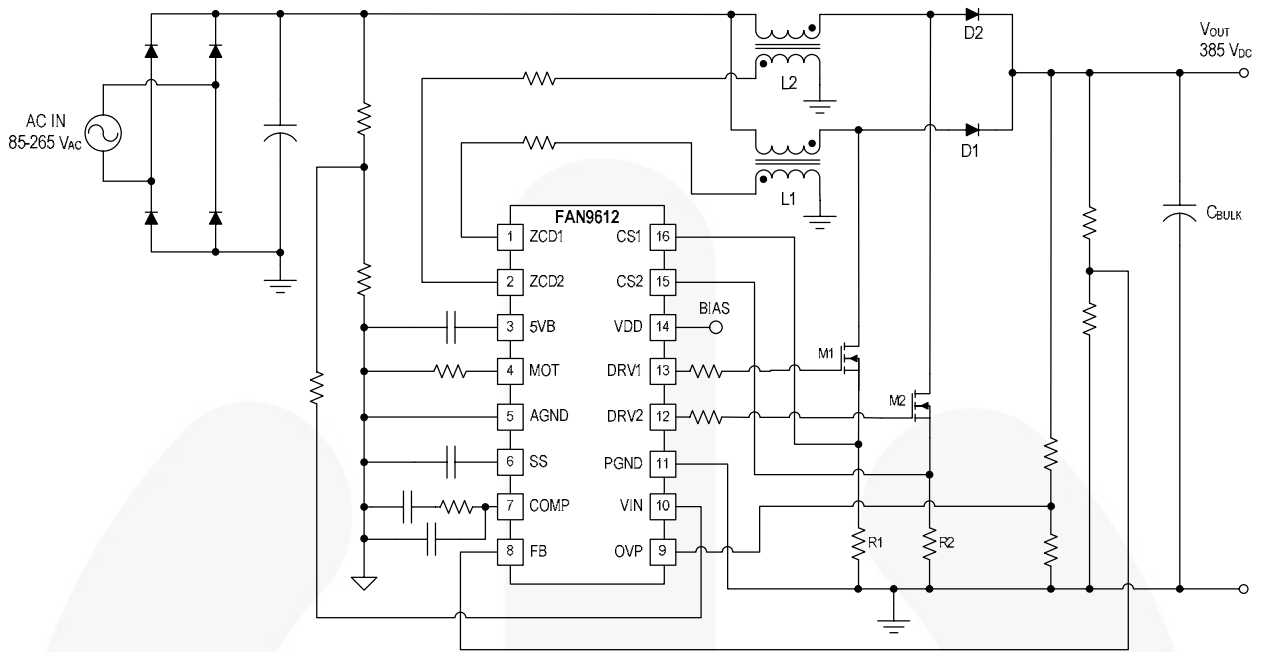 D2
VOUT
385 VDC
L2
AC IN
85-265 VAC
D1
L1
CBULK
FAN9612
1 ZCD1 CS1 16
2 ZCD2 CS2 15
BIAS
3 5VB VDD 14
M1
4 MOT DRV1 13
M2
5 AGND DRV2 12
6 SS PGND 11
7 COMP VIN 10
R1 R2
8 FB OVP 9